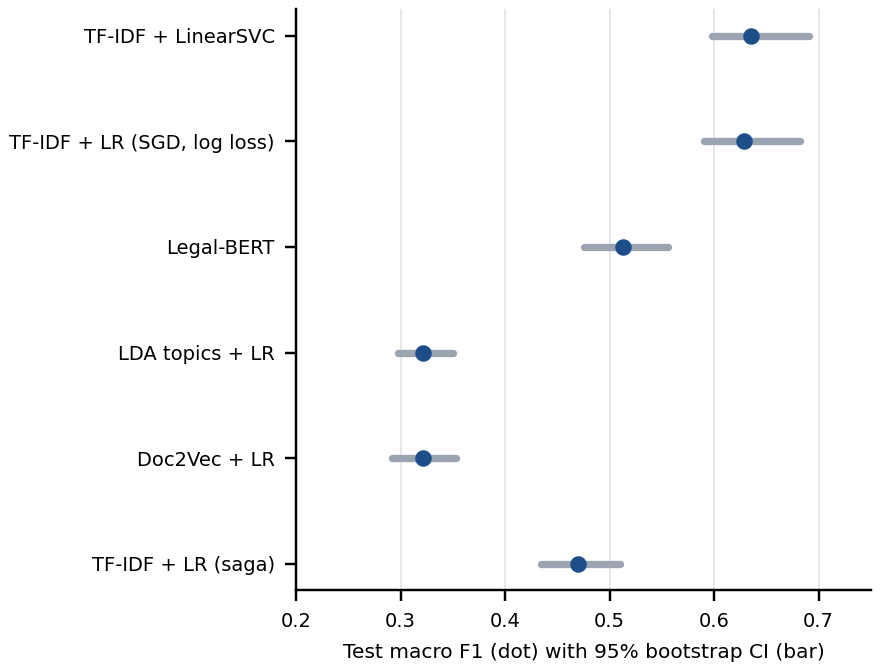 TF-IDF + LinearSVC
TF-IDF + LR (SGD, log loss)
Legal-BERT
LDA topics + LR
Doc2Vec + LR
TF-IDF + LR (saga)
0.2 0.3 0.4 0.5 0.6 0.7
Test macro F1 (dot) with 95% bootstrap CI (bar)